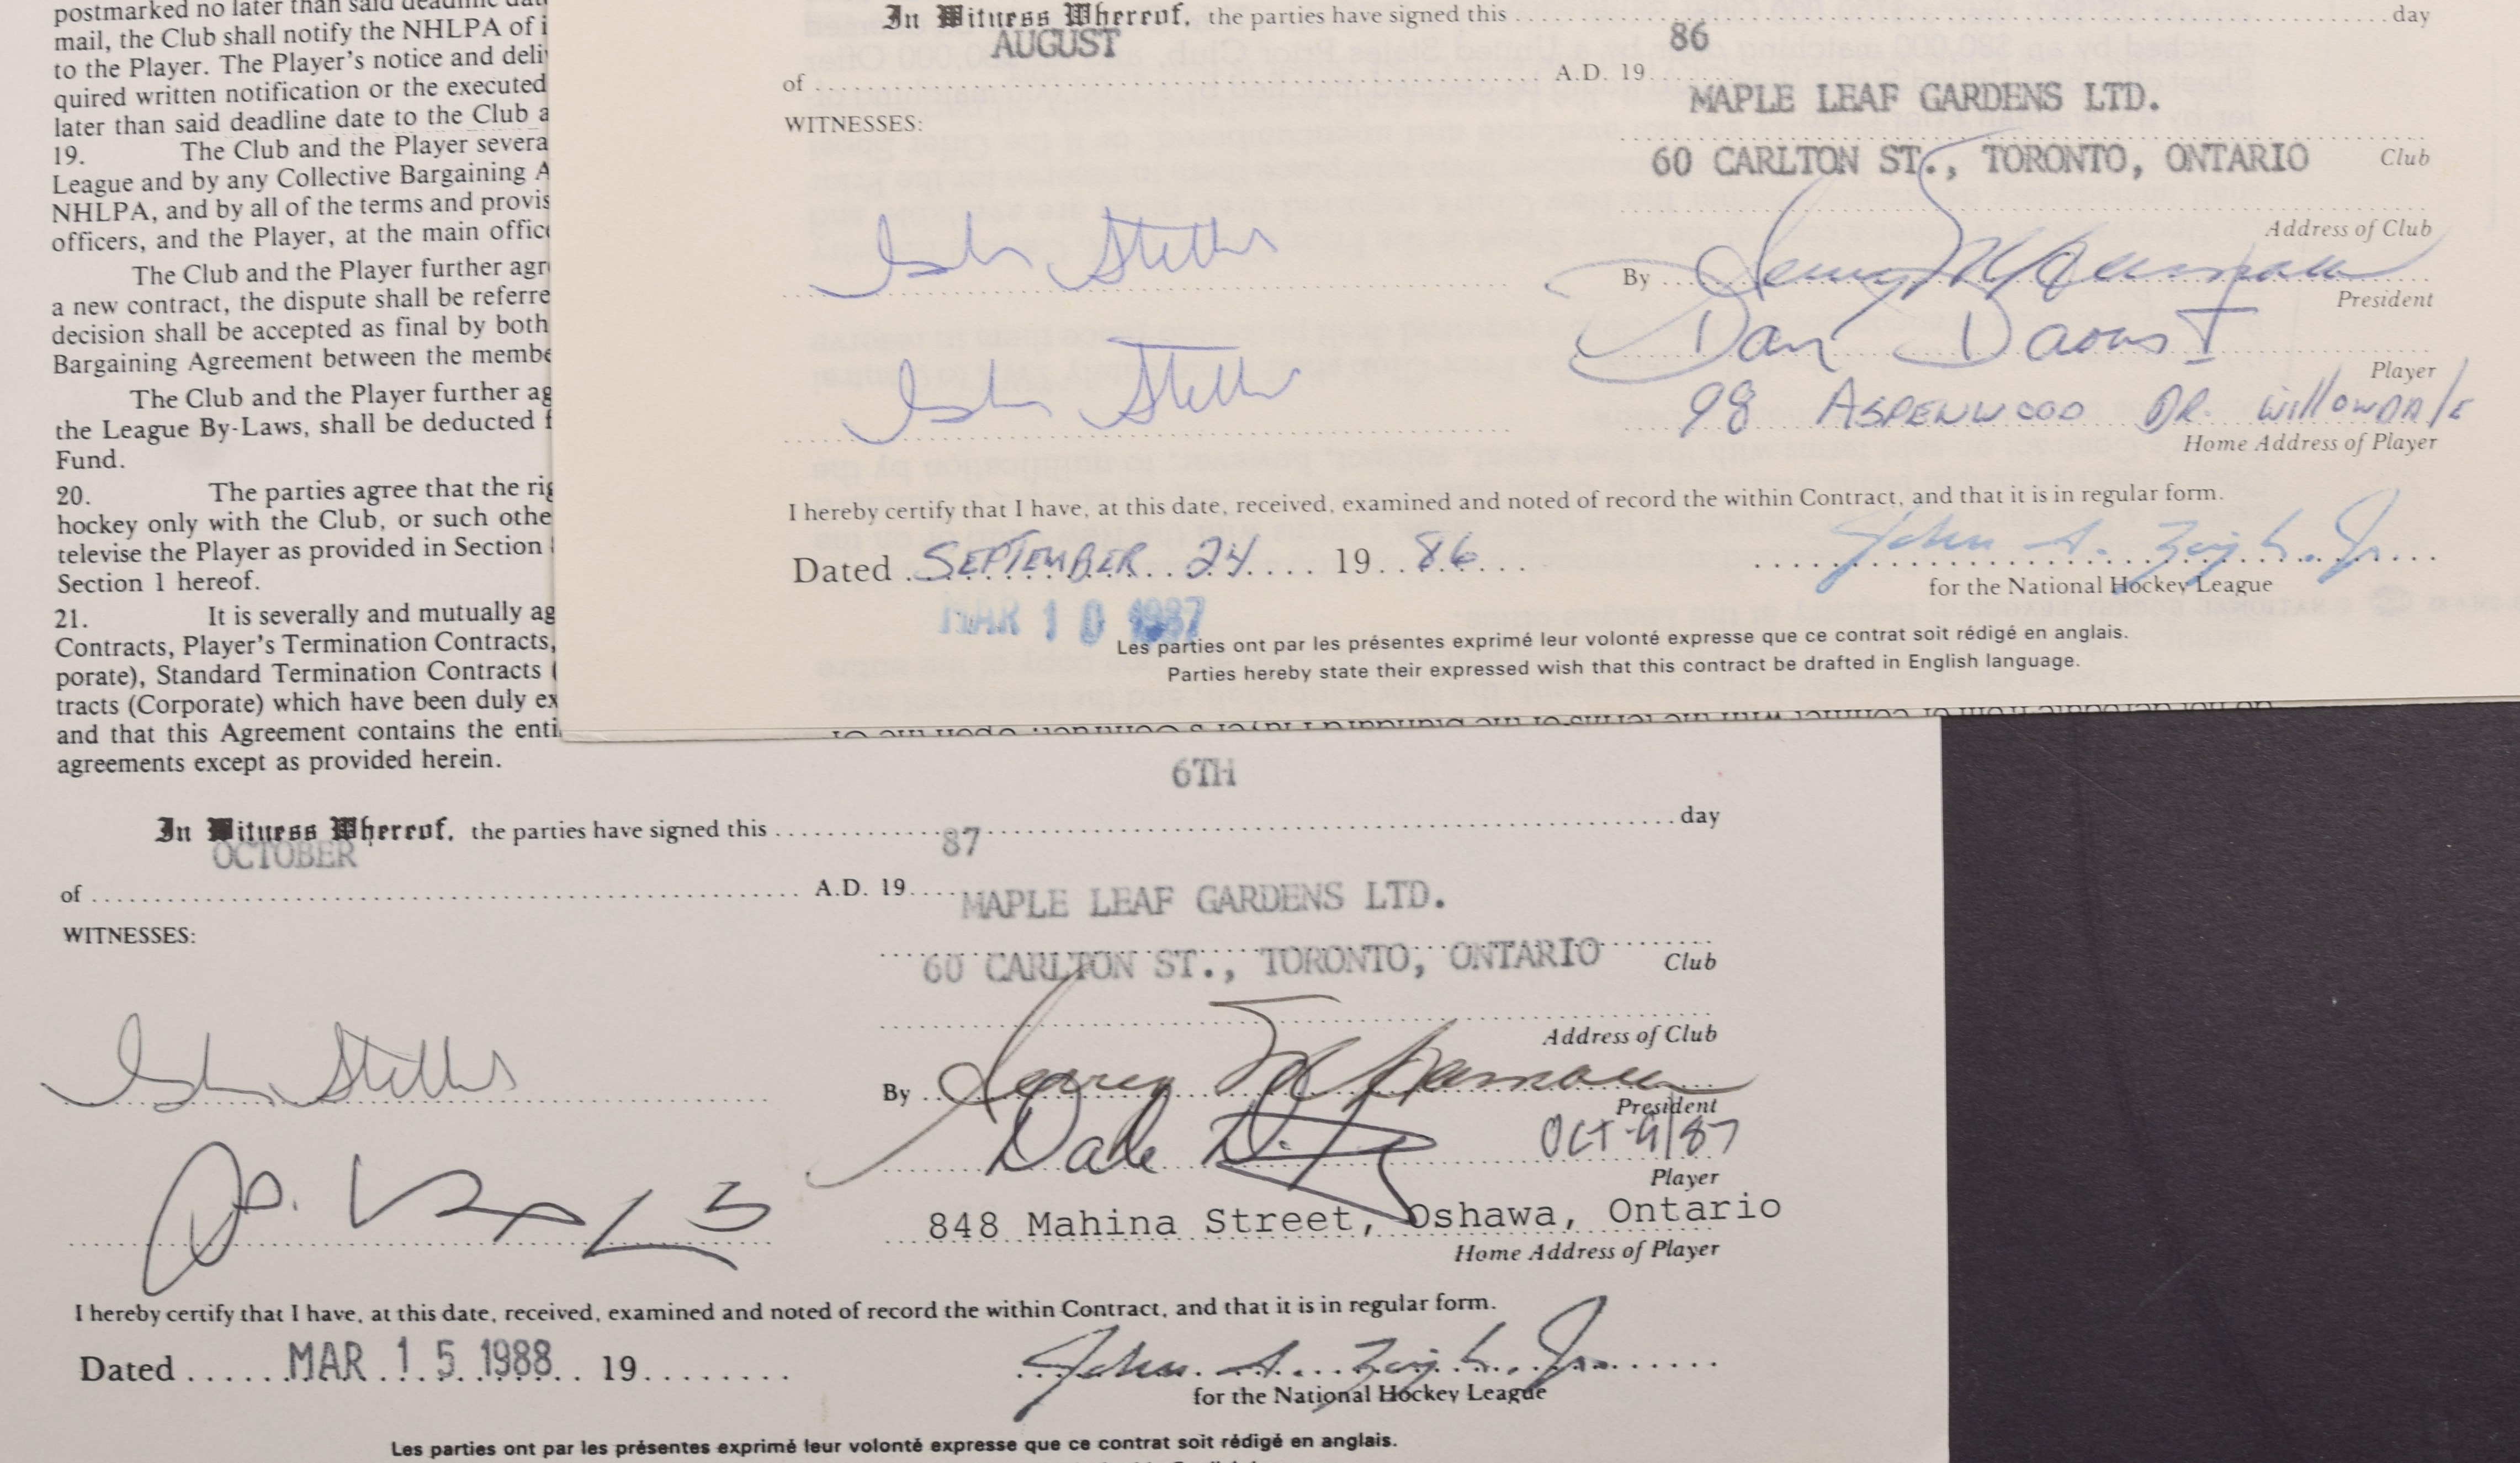 postmarked no later than said deadline dat
mail, the Club shall notify the NHLPA of i
to the Player. The Player's notice and deli
quired written notification or the executed
later than said deadline date to the Club a
19. The Club and the Player severa
League and by any Collective Bargaining A
NHLPA, and by all of the terms and provis
officers, and the Player, at the main offic
The Club and the Player further agr
a new contract, the dispute shall be referre
decision shall be accepted as final by both
Bargaining Agreement between the membe
The Club and the Player further ag
the League By-Laws, shall be deducted f
Fund.
20. The parties agree that the rig
hockey only with the Club, or such othe
televise the Player as provided in Section
Section 1 hereof.
21. It is severally and mutually ag
Contracts, Player's Termination Contracts,
porate), Standard Termination Contracts (
tracts (Corporate) which have been duly ex
and that this Agreement contains the enti
agreements except as provided herein.
In Witness Whereof, the parties have signed this day
AUGUST 86
of A.D. 19
MAPLE LEAF GARDENS LTD.
WITNESSES:
60 CARLTON ST., TORONTO, ONTARIO Club
Address of Club
By
President
Dan Daoust
Player
98 ASPENWOOD DR. WillOWDAlE
Home Address of Player
I hereby certify that I have, at this date, received, examined and noted of record the within Contract, and that it is in regular form.
Dated SEPTEMBER 24 19 86
for the National Hockey League
MAR 10 1987
Les parties ont par les présentes exprimé leur volonté expresse que ce contrat soit rédigé en anglais.
Parties hereby state their expressed wish that this contract be drafted in English language.
6TH
In Witness Whereof, the parties have signed this day
OCTOBER 87
of A.D. 19
MAPLE LEAF GARDENS LTD.
WITNESSES:
60 CARLTON ST., TORONTO, ONTARIO Club
Address of Club
By
President
Dale OCT-9/87
Player
848 Mahina Street, Oshawa, Ontario
Home Address of Player
I hereby certify that I have, at this date, received, examined and noted of record the within Contract, and that it is in regular form.
Dated MAR 15 1988 19
for the National Hockey League
Les parties ont par les présentes exprimé leur volonté expresse que ce contrat soit rédigé en anglais.